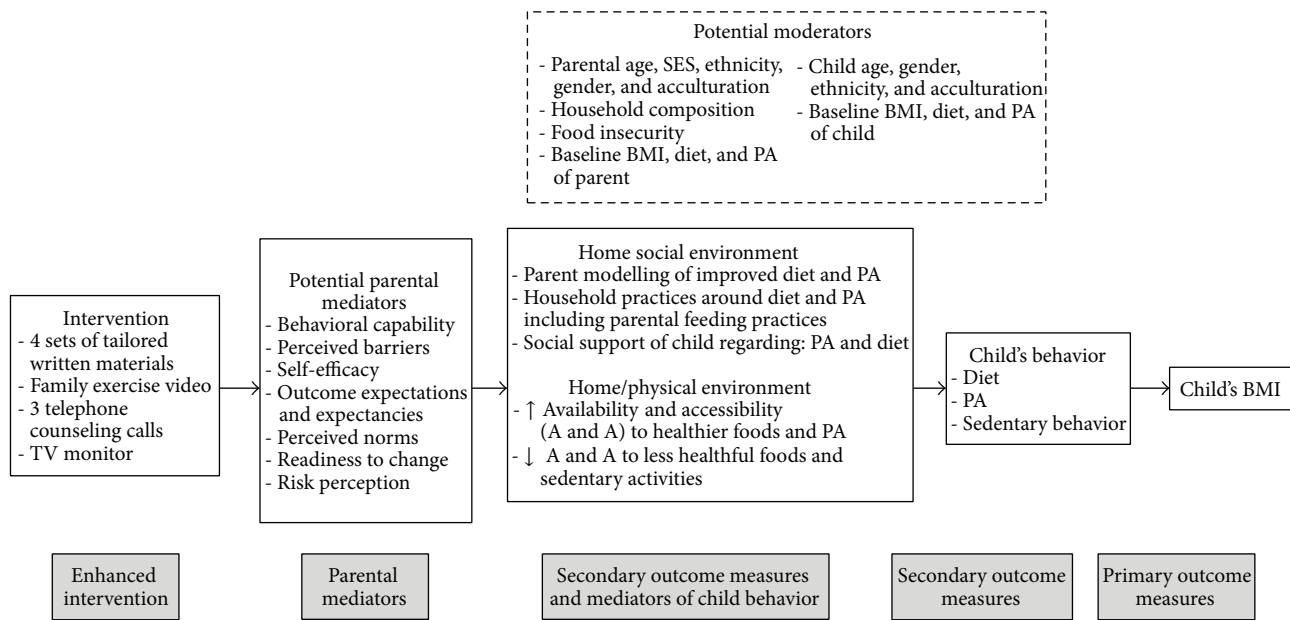 Potential moderators
- Parental age, SES, ethnicity,
gender, and acculturation
- Household composition
- Food insecurity
- Baseline BMI, diet, and PA
of parent
- Child age, gender,
ethnicity, and acculturation
- Baseline BMI, diet, and PA
of child
Intervention
- 4 sets of tailored
written materials
- Family exercise video
- 3 telephone
counseling calls
- TV monitor
Potential parental
mediators
- Behavioral capability
- Perceived barriers
- Self-efficacy
- Outcome expectations
and expectancies
- Perceived norms
- Readiness to change
- Risk perception
Home social environment
- Parent modelling of improved diet and PA
- Household practices around diet and PA
including parental feeding practices
- Social support of child regarding: PA and diet
Home/physical environment
- ↑ Availability and accessibility
(A and A) to healthier foods and PA
- ↓ A and A to less healthful foods and
sedentary activities
Child's behavior
- Diet
- PA
- Sedentary behavior
Child's BMI
Enhanced
intervention
Parental
mediators
Secondary outcome measures
and mediators of child behavior
Secondary outcome
measures
Primary outcome
measures